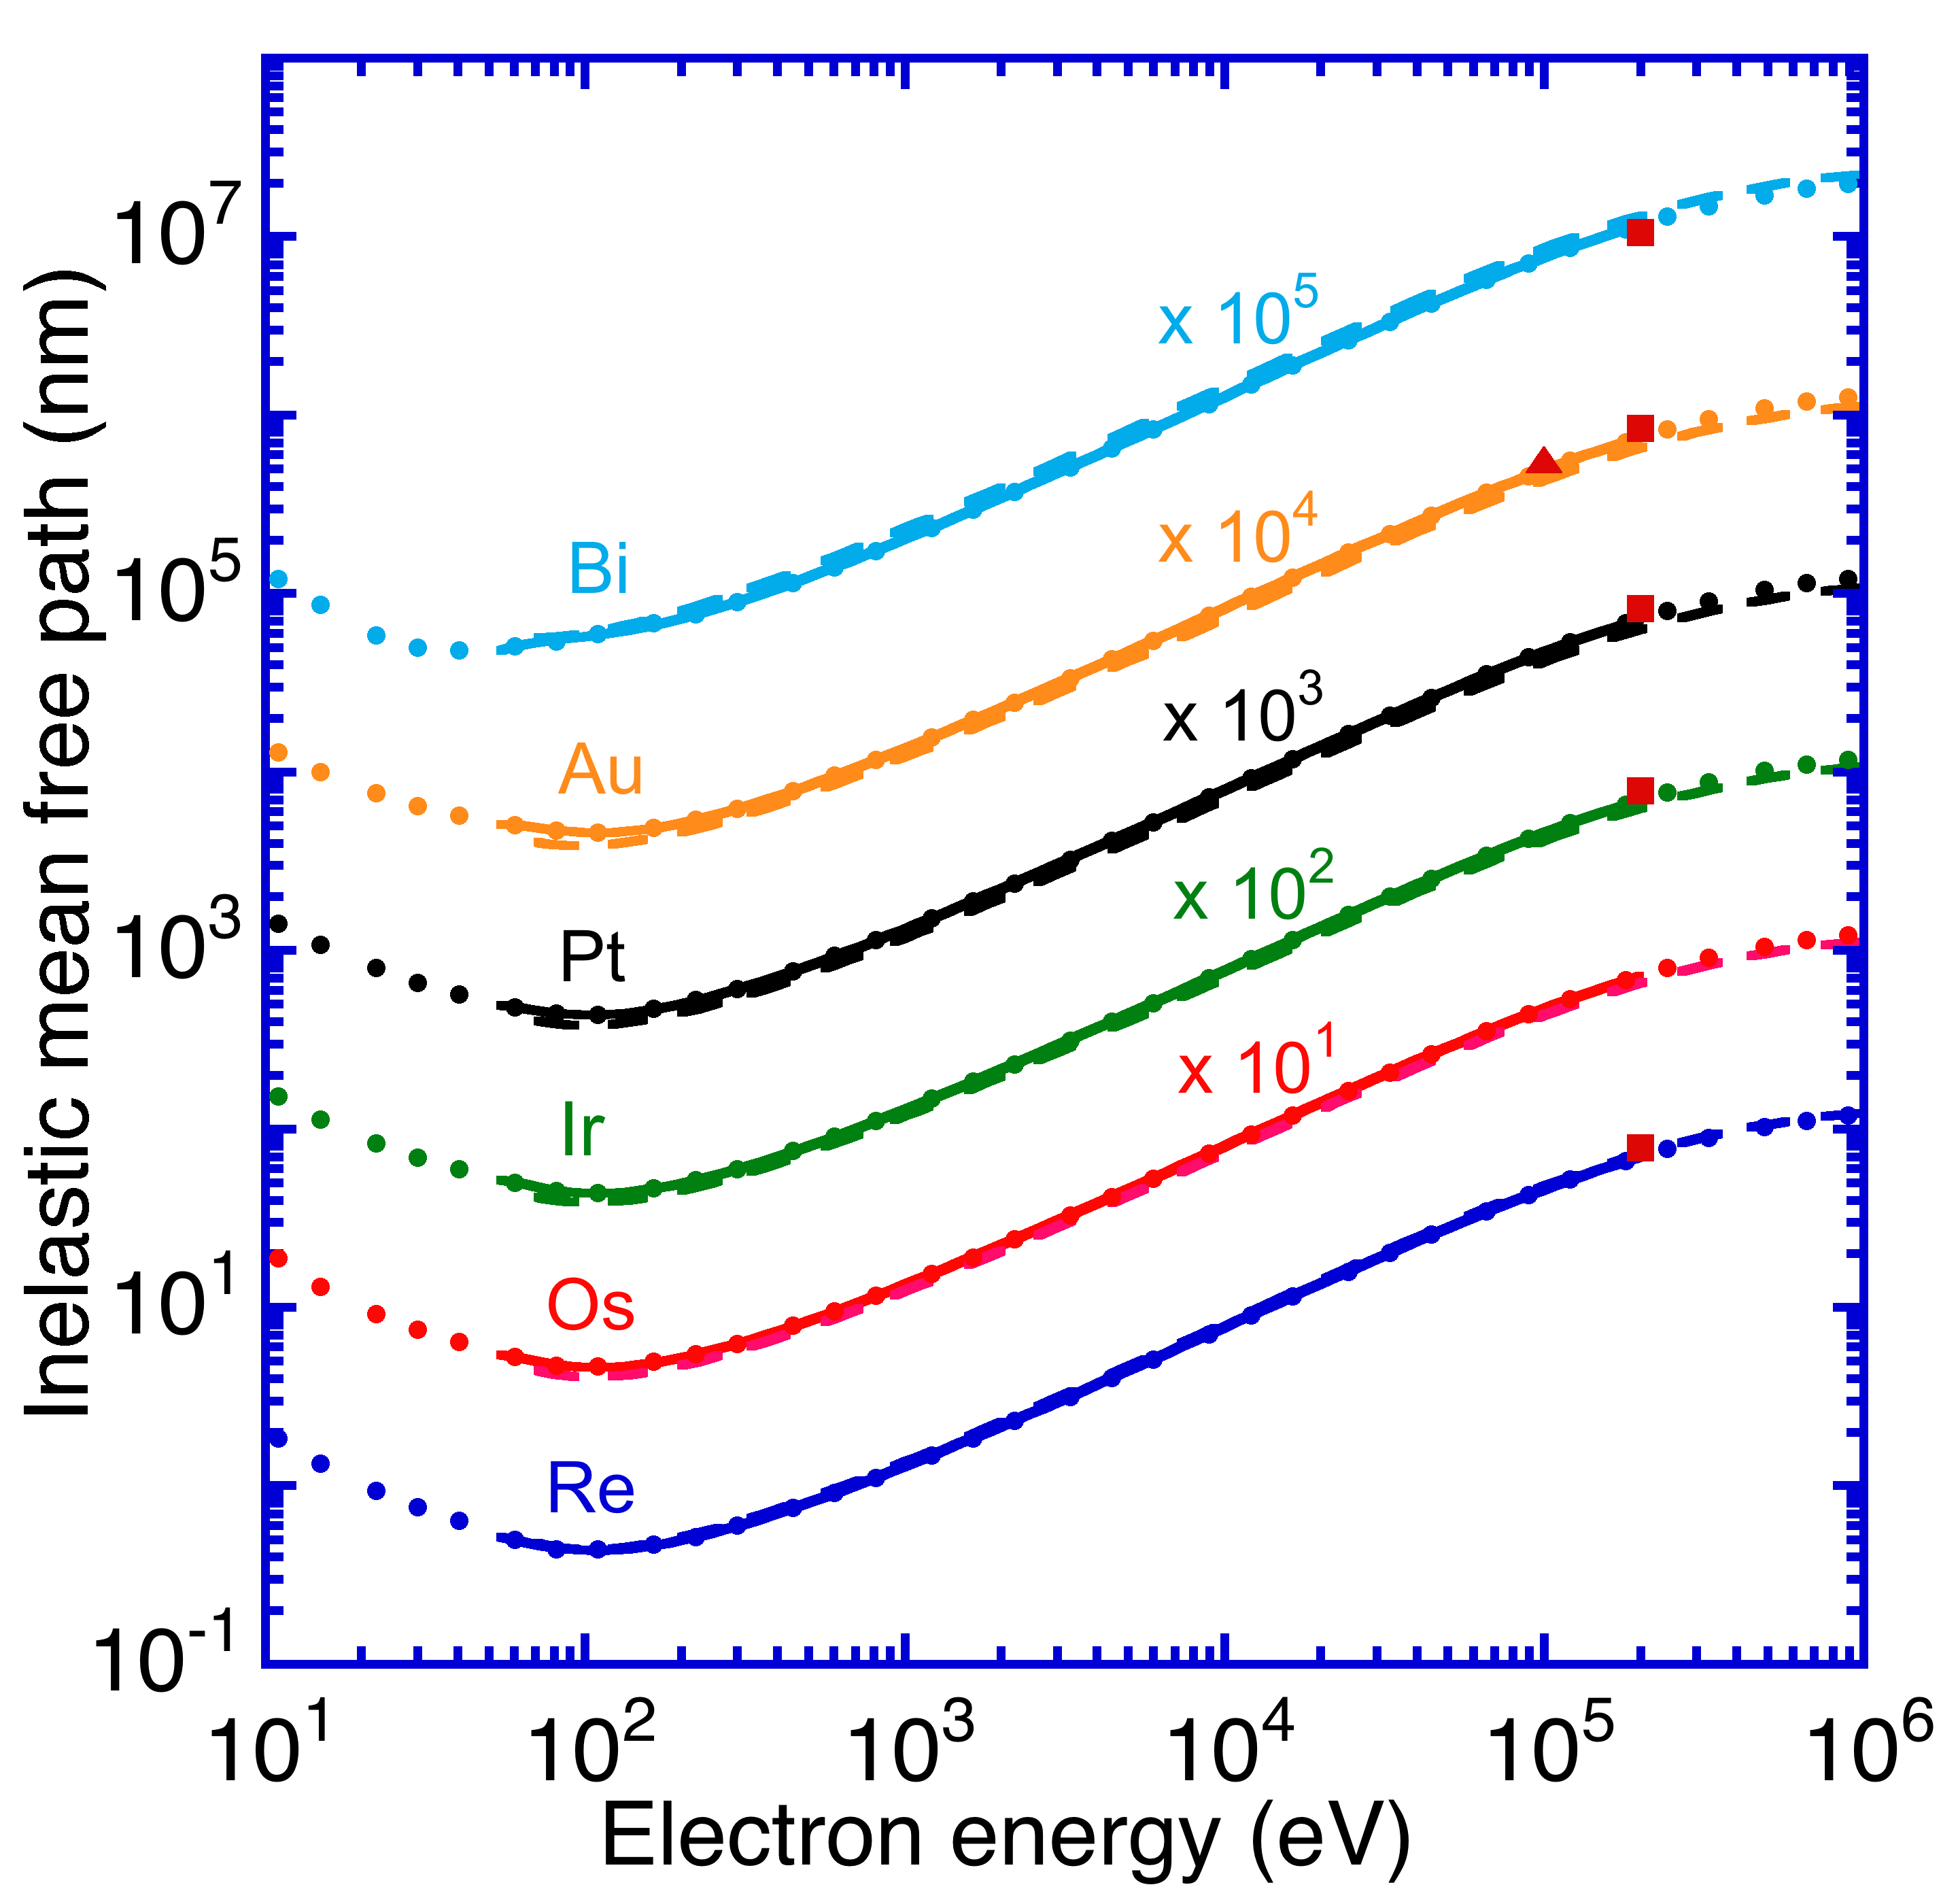 Inelastic mean free path (nm)
10^7
10^5
10^3
10^1
10^-1
x 10^5
Bi
x 10^4
Au
x 10^3
Pt
x 10^2
Ir
x 10^1
Os
Re
10^1 10^2 10^3 10^4 10^5 10^6
Electron energy (eV)